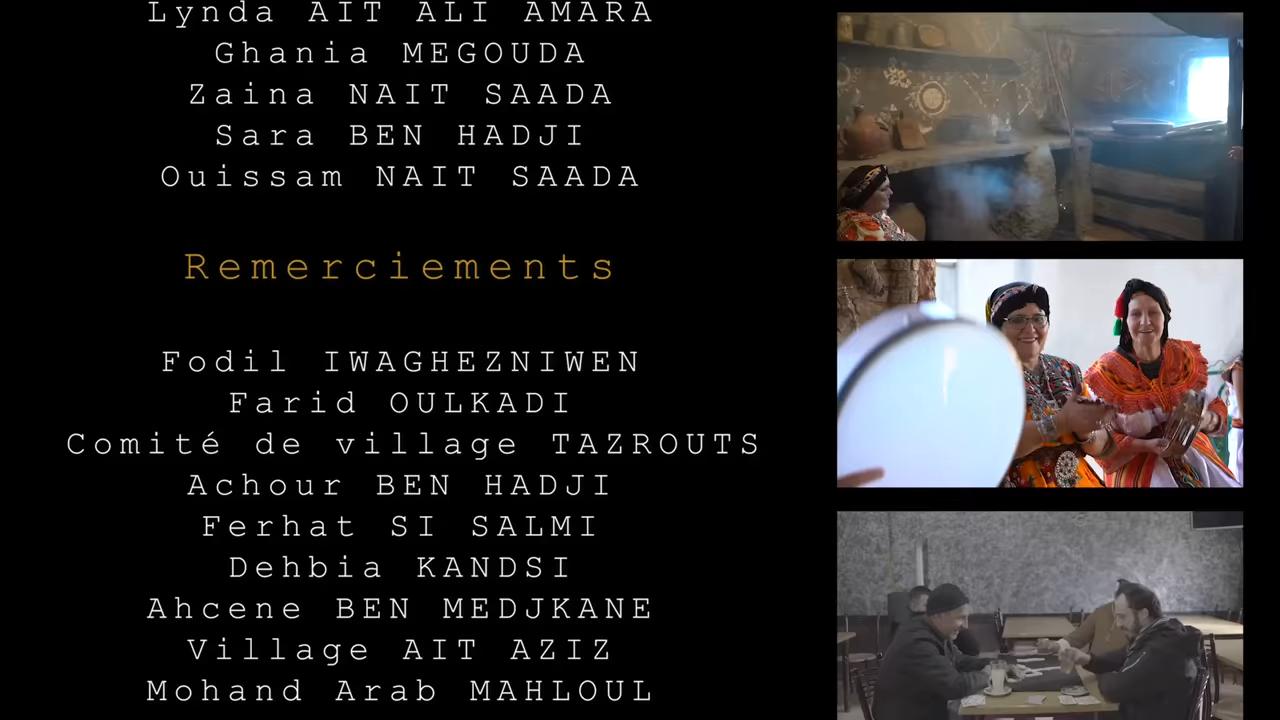 Lynda AIT ALI AMARA
Ghania MEGOUDA
Zaina NAIT SAADA
Sara BEN HADJI
Ouissam NAIT SAADA
Remerciements
Fodil IWAGHEZNIWEN
Farid OULKADI
Comité de village TAZROUTS
Achour BEN HADJI
Ferhat SI SALMI
Dehbia KANDSI
Ahcene BEN MEDJKANE
Village AIT AZIZ
Mohand Arab MAHLOUL